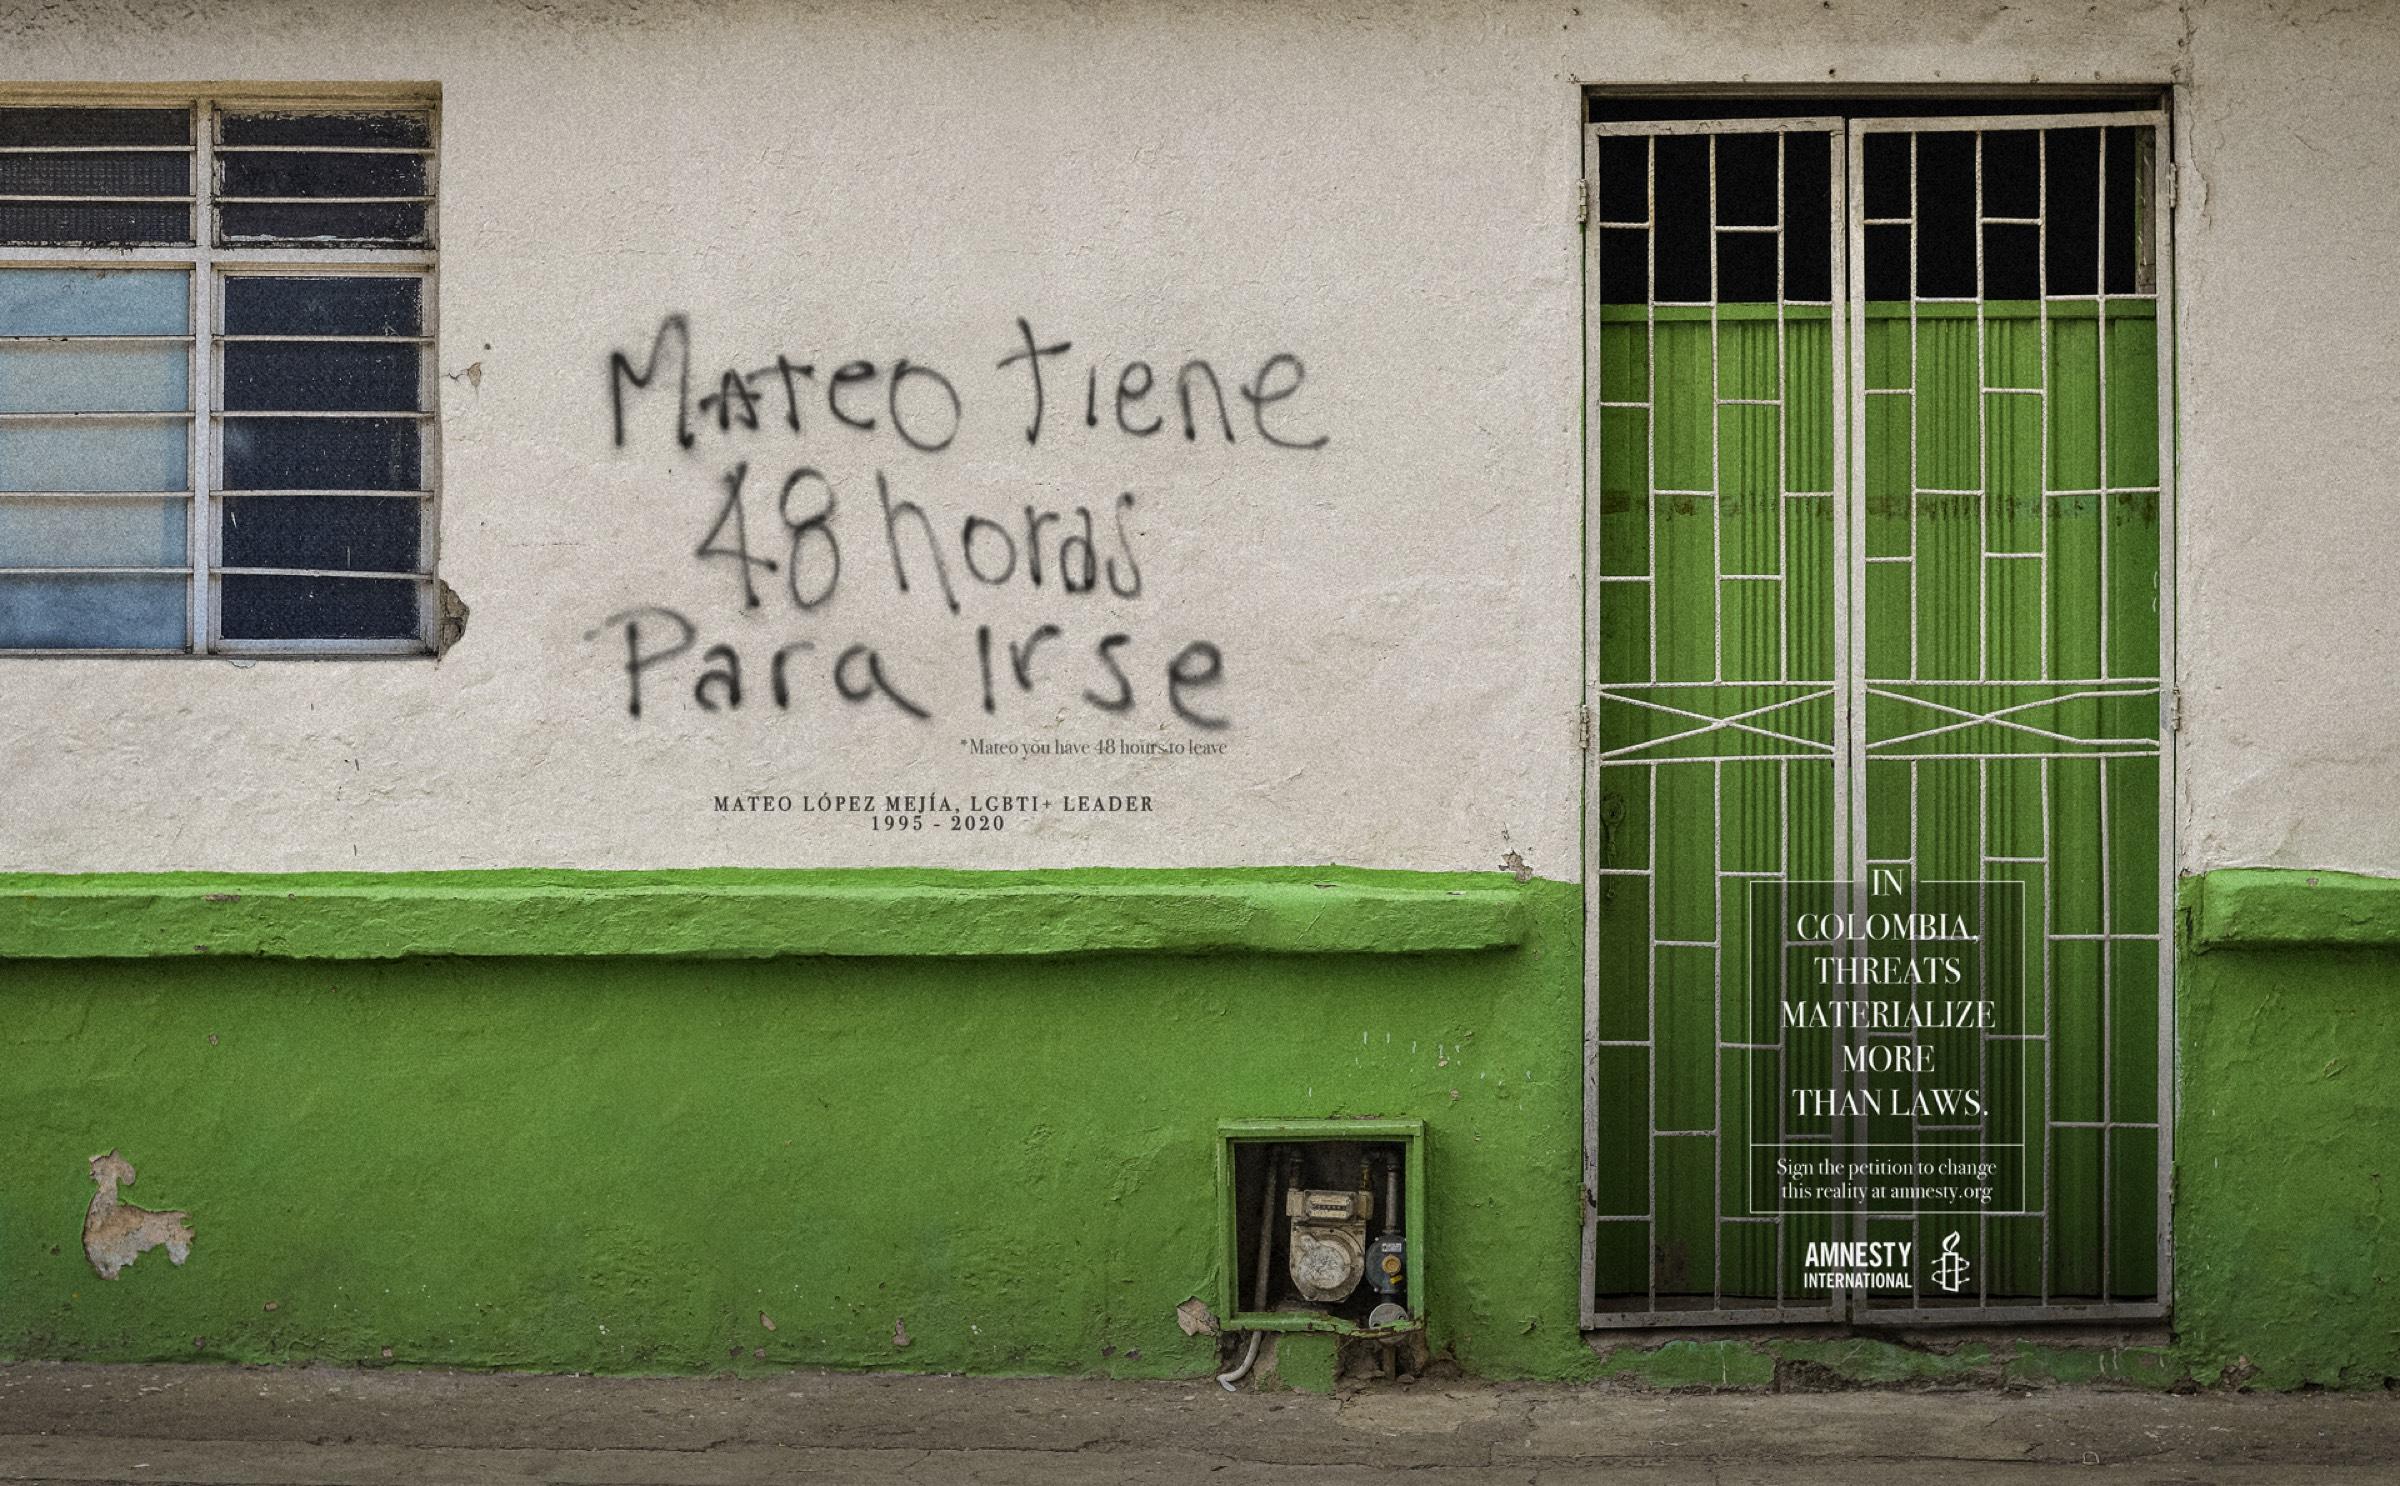 Mateo tiene
48 horas
Para Irse
*Mateo you have 48 hours to leave
MATEO LÓPEZ MEJÍA, LGBTI+ LEADER
1995 - 2020
IN
COLOMBIA,
THREATS
MATERIALIZE
MORE
THAN LAWS.
Sign the petition to change
this reality at amnesty.org
AMNESTY
INTERNATIONAL